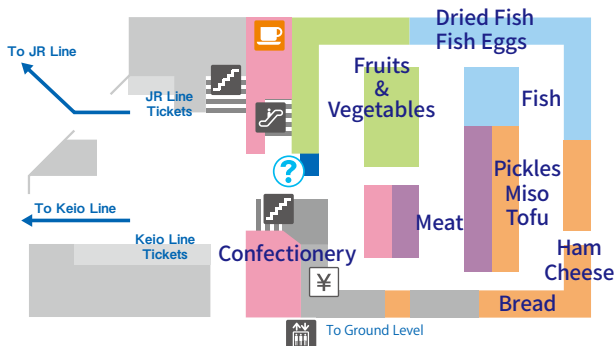 Dried Fish
Fish Eggs
To JR Line
Fruits
&
Vegetables
JR Line
Tickets
Fish
?
Pickles
Miso
Tofu
To Keio Line
Meat
Keio Line
Tickets
Confectionery
Ham
Cheese
¥
Bread
To Ground Level